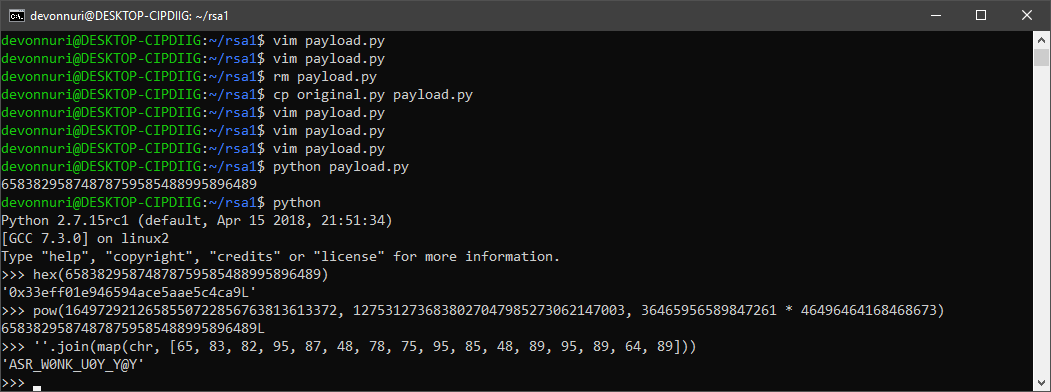 devonnuri@DESKTOP-CIPDIIG: ~/rsa1
devonnuri@DESKTOP-CIPDIIG:~/rsa1$ vim payload.py
devonnuri@DESKTOP-CIPDIIG:~/rsa1$ vim payload.py
devonnuri@DESKTOP-CIPDIIG:~/rsa1$ rm payload.py
devonnuri@DESKTOP-CIPDIIG:~/rsa1$ cp original.py payload.py
devonnuri@DESKTOP-CIPDIIG:~/rsa1$ vim payload.py
devonnuri@DESKTOP-CIPDIIG:~/rsa1$ vim payload.py
devonnuri@DESKTOP-CIPDIIG:~/rsa1$ vim payload.py
devonnuri@DESKTOP-CIPDIIG:~/rsa1$ python payload.py
65838295874878759585488995896489
devonnuri@DESKTOP-CIPDIIG:~/rsa1$ python
Python 2.7.15rc1 (default, Apr 15 2018, 21:51:34)
[GCC 7.3.0] on linux2
Type "help", "copyright", "credits" or "license" for more information.
>>> hex(65838295874878759585488995896489)
'0x33eff01e946594ace5aae5c4ca9L'
>>> pow(164972921265855072285676381361337​2, 1275312736838027047985273062147003, 36465956589847261 * 46496464168468673)
65838295874878759585488995896489L
>>> ''.join(map(chr, [65, 83, 82, 95, 87, 48, 78, 75, 95, 85, 48, 89, 95, 89, 64, 89]))
'ASR_W0NK_U0Y_Y@Y'
>>>